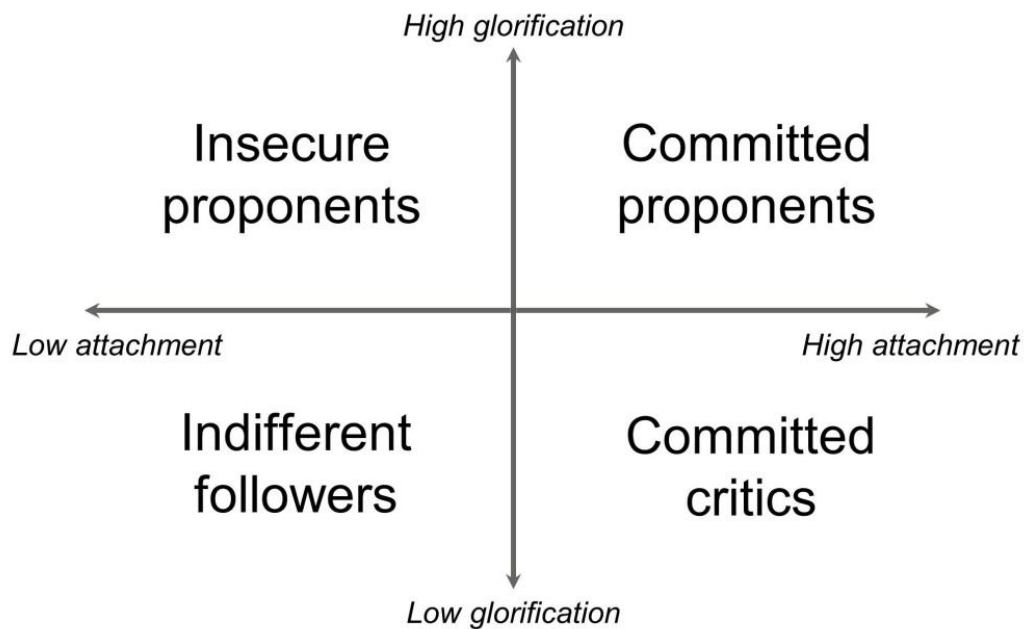 High glorification
Insecure
proponents
Committed
proponents
Low attachment
High attachment
Indifferent
followers
Committed
critics
Low glorification